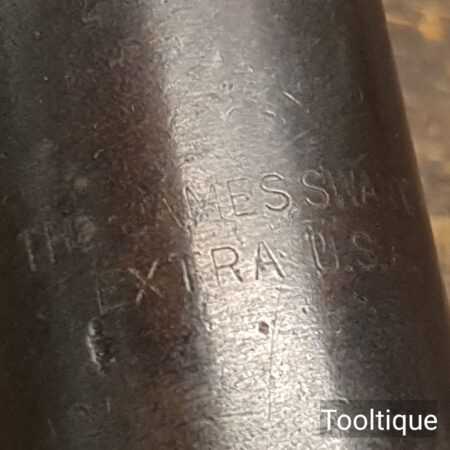 THE JAMES SWAN
EXTRA U.S.A.
Tooltique